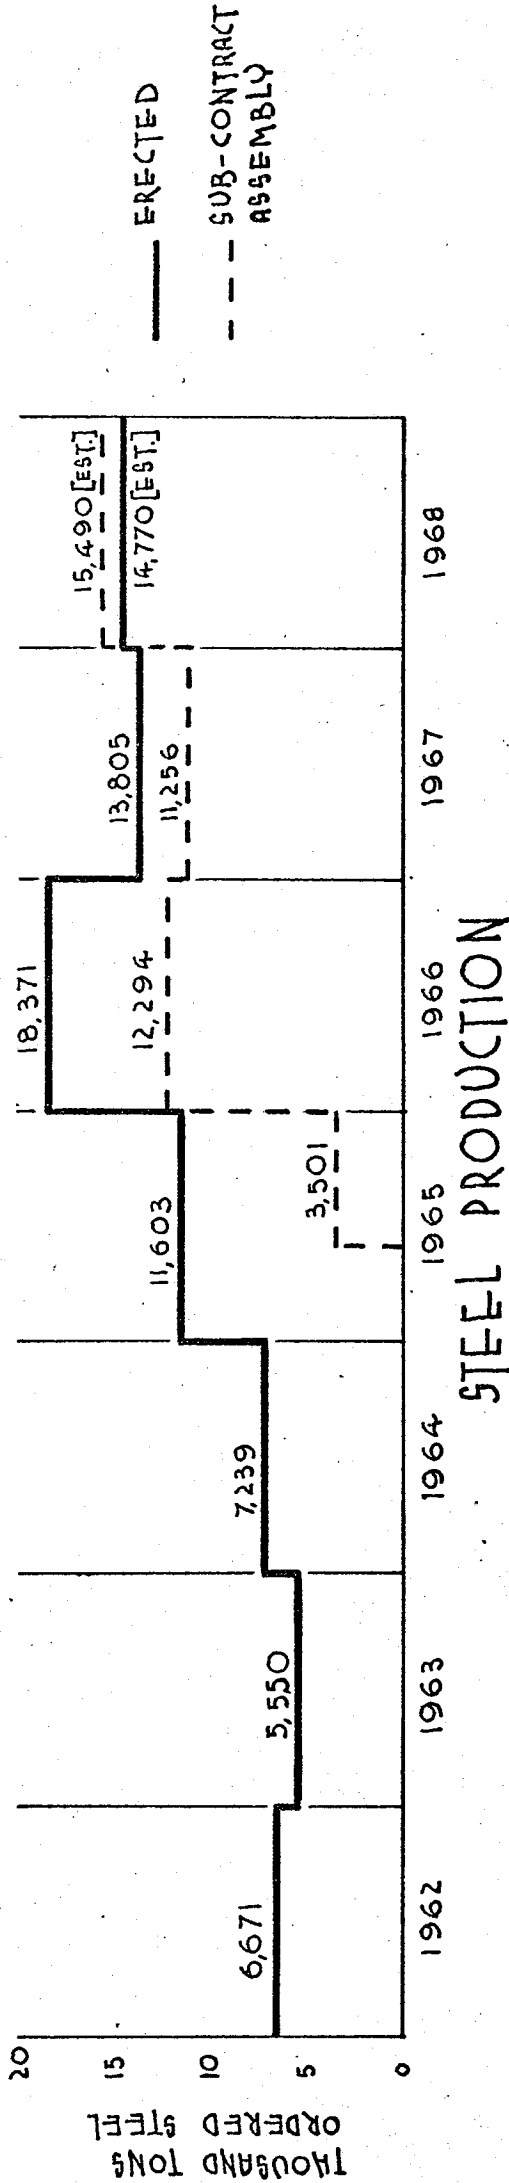 THOUSAND TONS
ORDERED STEEL
20
15
10
5
0
6,671
5,550
7,239
11,603
3,501
18,371
12,294
13,805
11,256
15,490 [EST.]
14,770 [EST.]
1962
1963
1964
1965
1966
1967
1968
STEEL PRODUCTION
ERECTED
SUB-CONTRACT
ASSEMBLY